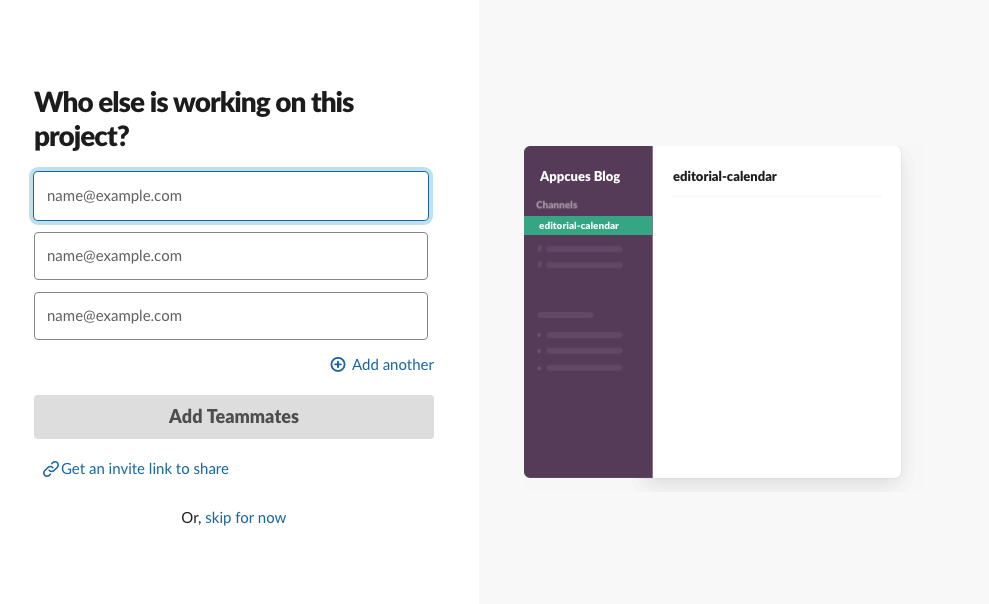 Who else is working on this
project?
name@example.com
name@example.com
name@example.com
Add another
Add Teammates
Get an invite link to share
Or, skip for now
Appcues Blog
Channels
editorial-calendar
editorial-calendar